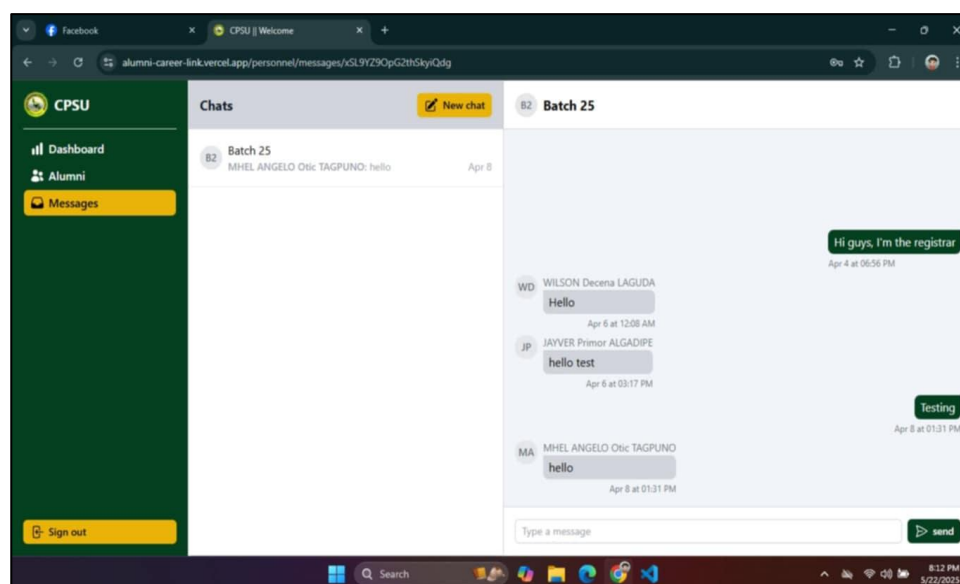 Facebook
CPSU || Welcome
alumni-career-link.vercel.app/personnel/messages/xSL9YZ9OpG2thSkyiQdg
CPSU
Dashboard
Alumni
Messages
Sign out
Chats
New chat
B2
Batch 25
MHEL ANGELO Otic TAGPUNO: hello
Apr 8
B2 Batch 25
Hi guys, I'm the registrar
Apr 4 at 06:56 PM
WD
WILSON Decena LAGUDA
Hello
Apr 6 at 12:08 AM
JP
JAYVER Primor ALGADIPE
hello test
Apr 6 at 03:17 PM
Testing
Apr 8 at 01:31 PM
MA
MHEL ANGELO Otic TAGPUNO
hello
Apr 8 at 01:31 PM
Type a message
send
Search
8:12 PM
5/22/2025